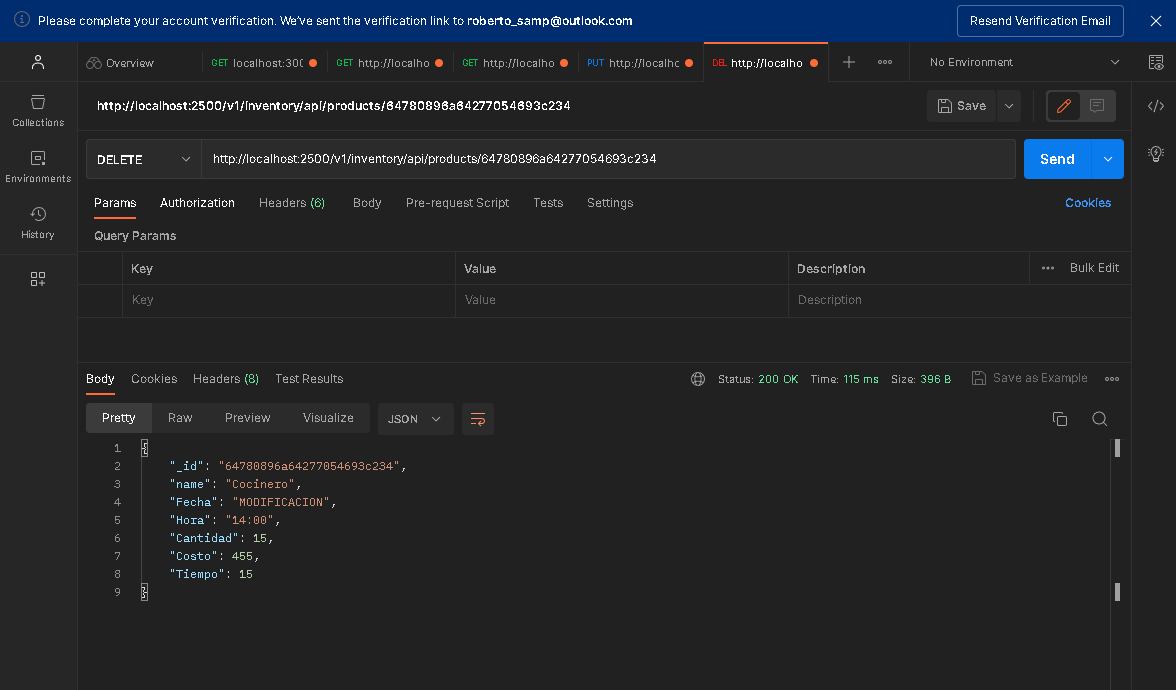 Please complete your account verification. We've sent the verification link to roberto_samp@outlook.com
Resend Verification Email
Overview
GET localhost:300
GET http://localho
GET http://localho
PUT http://localhc
DEL http://localho
No Environment
http://localhost:2500/v1/inventory/api/products/64780896a64277054693c234
Save
Collections
Environments
History
DELETE
http://localhost:2500/v1/inventory/api/products/64780896a64277054693c234
Send
Params Authorization Headers (6) Body Pre-request Script Tests Settings Cookies
Query Params
Key Value Description Bulk Edit
Key Value Description
Body Cookies Headers (8) Test Results Status: 200 OK Time: 115 ms Size: 396 B Save as Example
Pretty Raw Preview Visualize JSON
1 {
2 "_id": "64780896a64277054693c234",
3 "name": "Cocinero",
4 "Fecha": "MODIFICACION",
5 "Hora": "14:00",
6 "Cantidad": 15,
7 "Costo": 455,
8 "Tiempo": 15
9 }